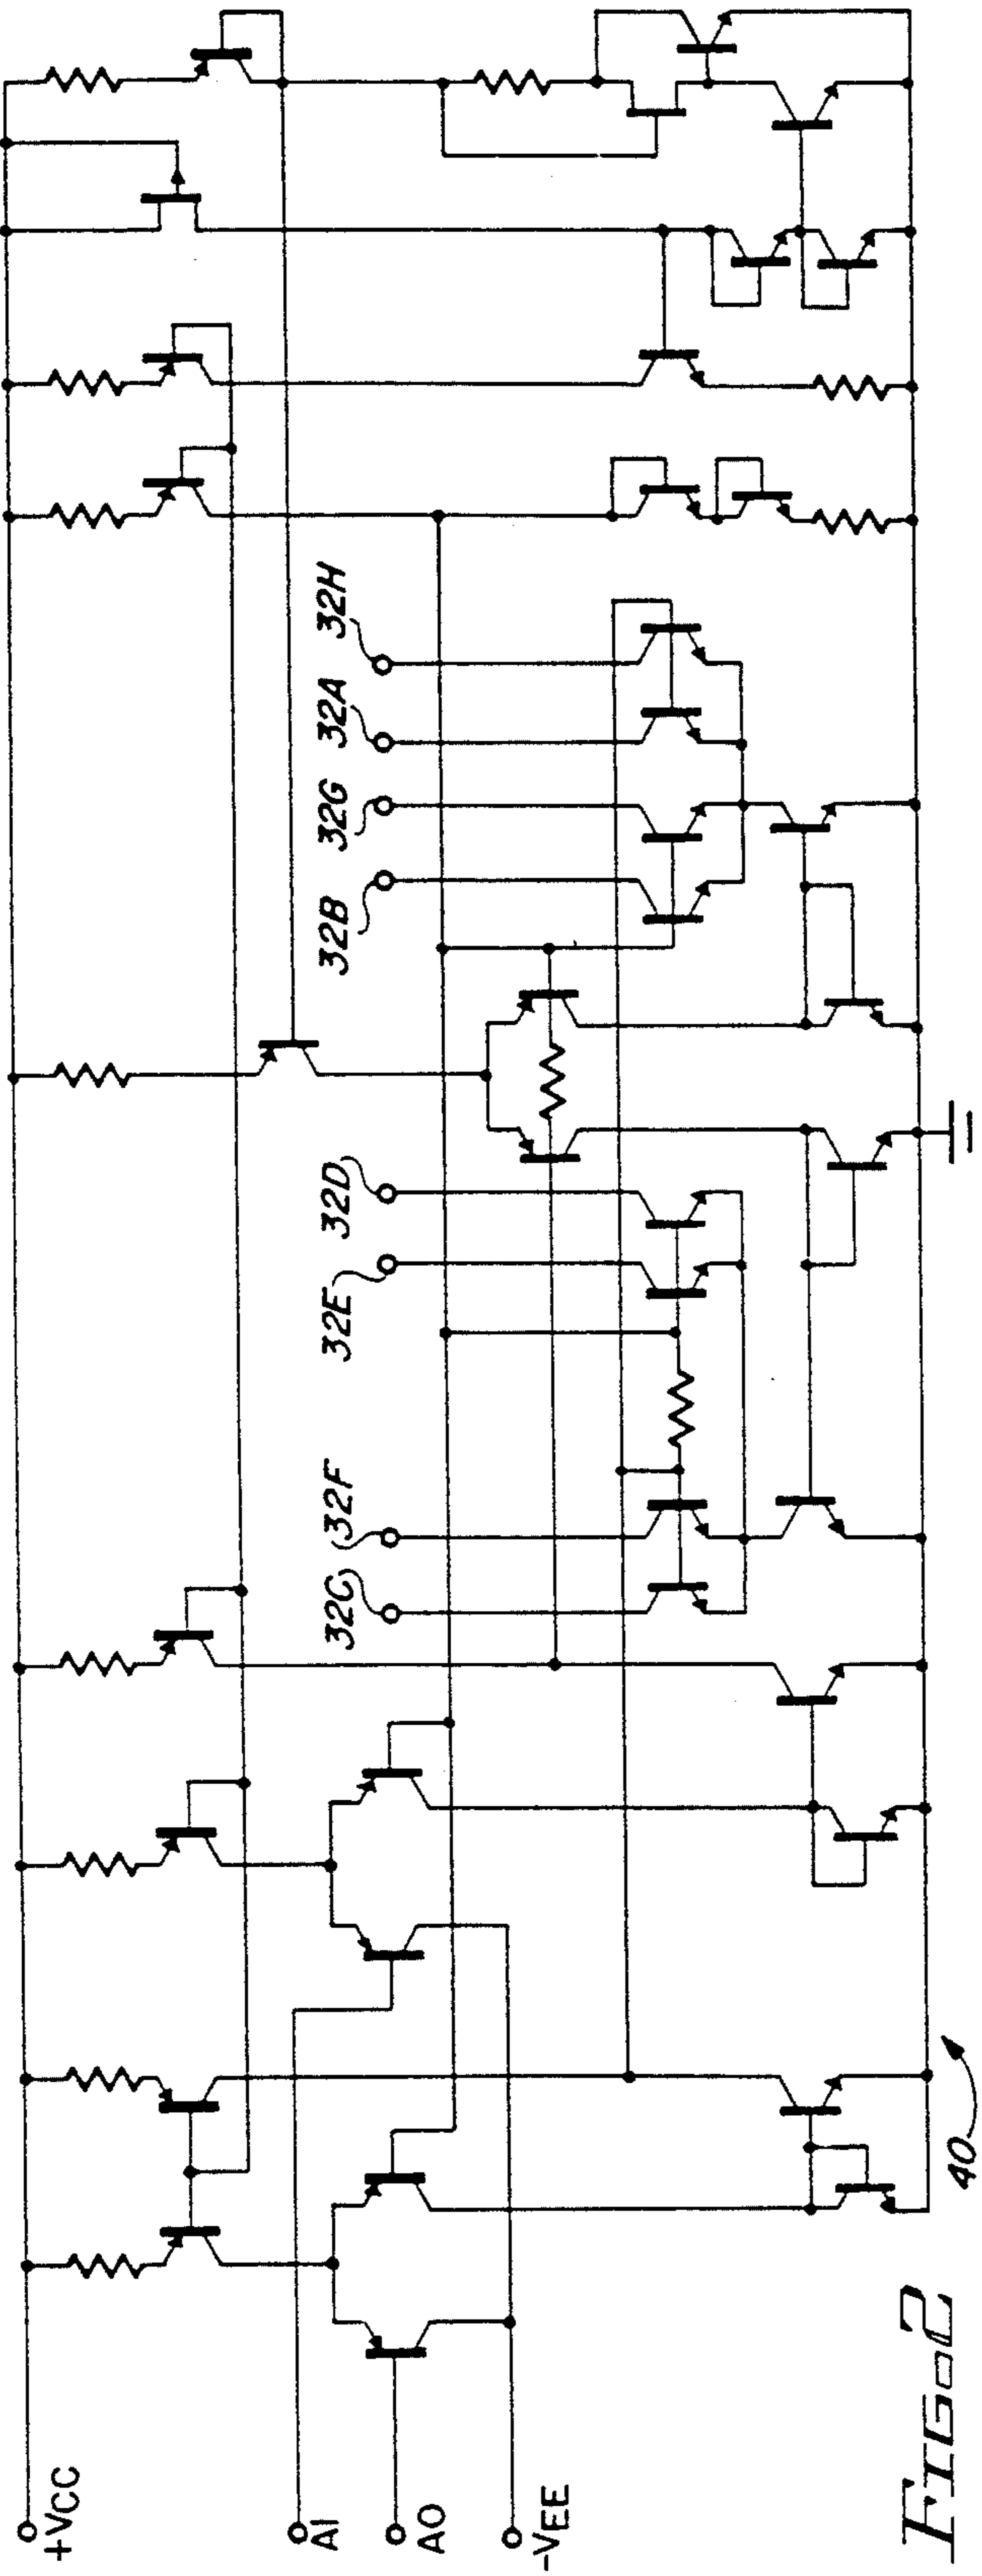 +VCC
A1
A0
-VEE
32C
32F
32E
32D
32B
32G
32A
32H
40
FIG-2